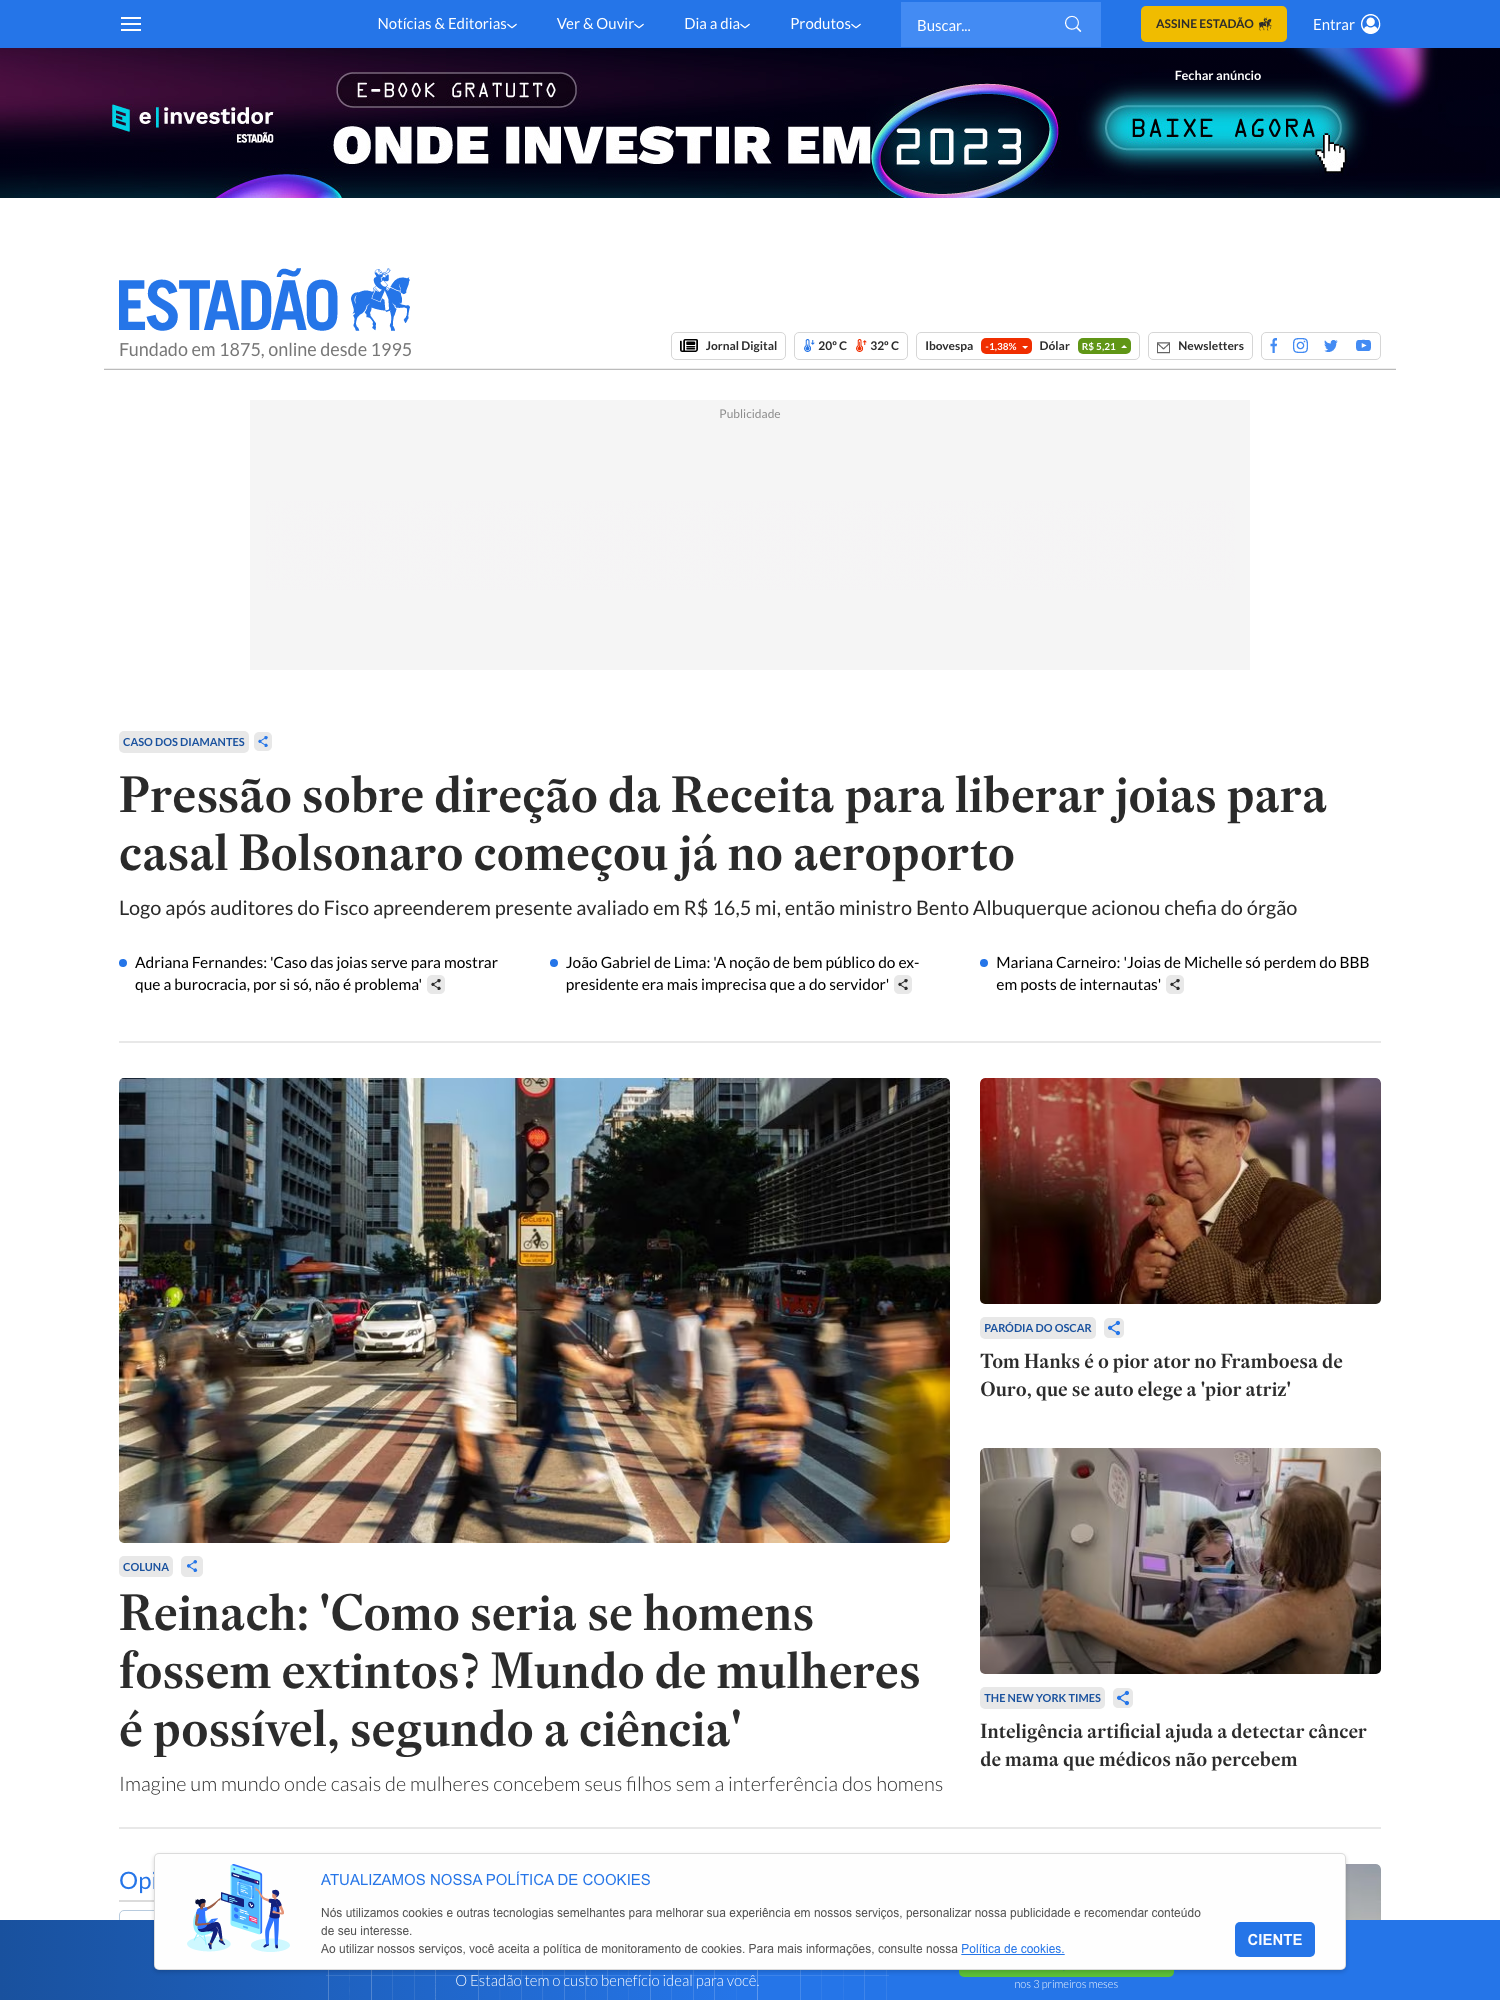 Notícias & Editorias
Ver & Ouvir
Dia a dia
Produtos
Buscar...
ASSINE ESTADÃO
Entrar
e|investidor
ESTADÃO
E-BOOK GRATUITO
ONDE INVESTIR EM 2023
Fechar anúncio
BAIXE AGORA
ESTADÃO
Fundado em 1875, online desde 1995
Jornal Digital
20º C 32º C
Ibovespa -1,38% Dólar R$ 5,21
Newsletters
Publicidade
CASO DOS DIAMANTES
Pressão sobre direção da Receita para liberar joias para
casal Bolsonaro começou já no aeroporto
Logo após auditores do Fisco apreenderem presente avaliado em R$ 16,5 mi, então ministro Bento Albuquerque acionou chefia do órgão
Adriana Fernandes: 'Caso das joias serve para mostrar
que a burocracia, por si só, não é problema'
João Gabriel de Lima: 'A noção de bem público do ex-
presidente era mais imprecisa que a do servidor'
Mariana Carneiro: 'Joias de Michelle só perdem do BBB
em posts de internautas'
CICLISTA
COLUNA
Reinach: 'Como seria se homens
fossem extintos? Mundo de mulheres
é possível, segundo a ciência'
Imagine um mundo onde casais de mulheres concebem seus filhos sem a interferência dos homens
PARÓDIA DO OSCAR
Tom Hanks é o pior ator no Framboesa de
Ouro, que se auto elege a 'pior atriz'
THE NEW YORK TIMES
Inteligência artificial ajuda a detectar câncer
de mama que médicos não percebem
Opi
ATUALIZAMOS NOSSA POLÍTICA DE COOKIES
Nós utilizamos cookies e outras tecnologias semelhantes para melhorar sua experiência em nossos serviços, personalizar nossa publicidade e recomendar conteúdo
de seu interesse.
Ao utilizar nossos serviços, você aceita a política de monitoramento de cookies. Para mais informações, consulte nossa Política de cookies.
CIENTE
O Estadão tem o custo benefício ideal para você.
nos 3 primeiros meses